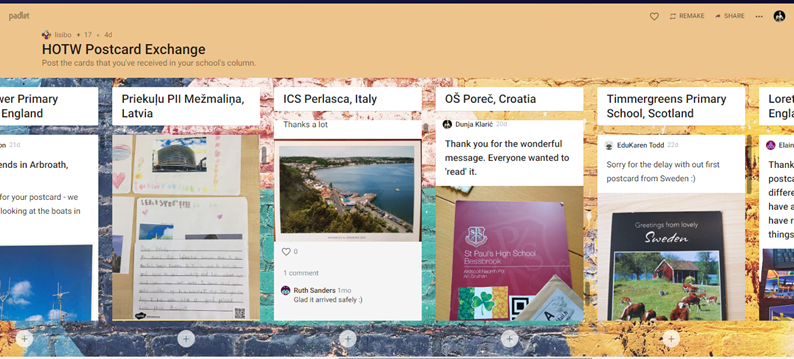 padlet
REMAKE
SHARE
lisibo + 17 • 4d
HOTW Postcard Exchange
Post the cards that you've received in your school's column.
ver Primary
England
on 21d
ends in Arbroath,
for your postcard - we
looking at the boats in
Priekuļu PII Mežmaliņa,
Latvia
ICS Perlasca, Italy
Thanks a lot
0
1 comment
Ruth Sanders 1mo
Glad it arrived safely :)
OŠ Poreč, Croatia
Dunja Klarić 20d
Thank you for the wonderful
message. Everyone wanted to
'read' it.
St Paul's High School
Bessbrook
Timmergreens Primary
School, Scotland
EduKaren Todd 22d
Sorry for the delay with out first
postcard from Sweden :)
Greetings from lovely
Sweden
Loret
Engla
Elain
Thank
postca
differe
have a
have r
things